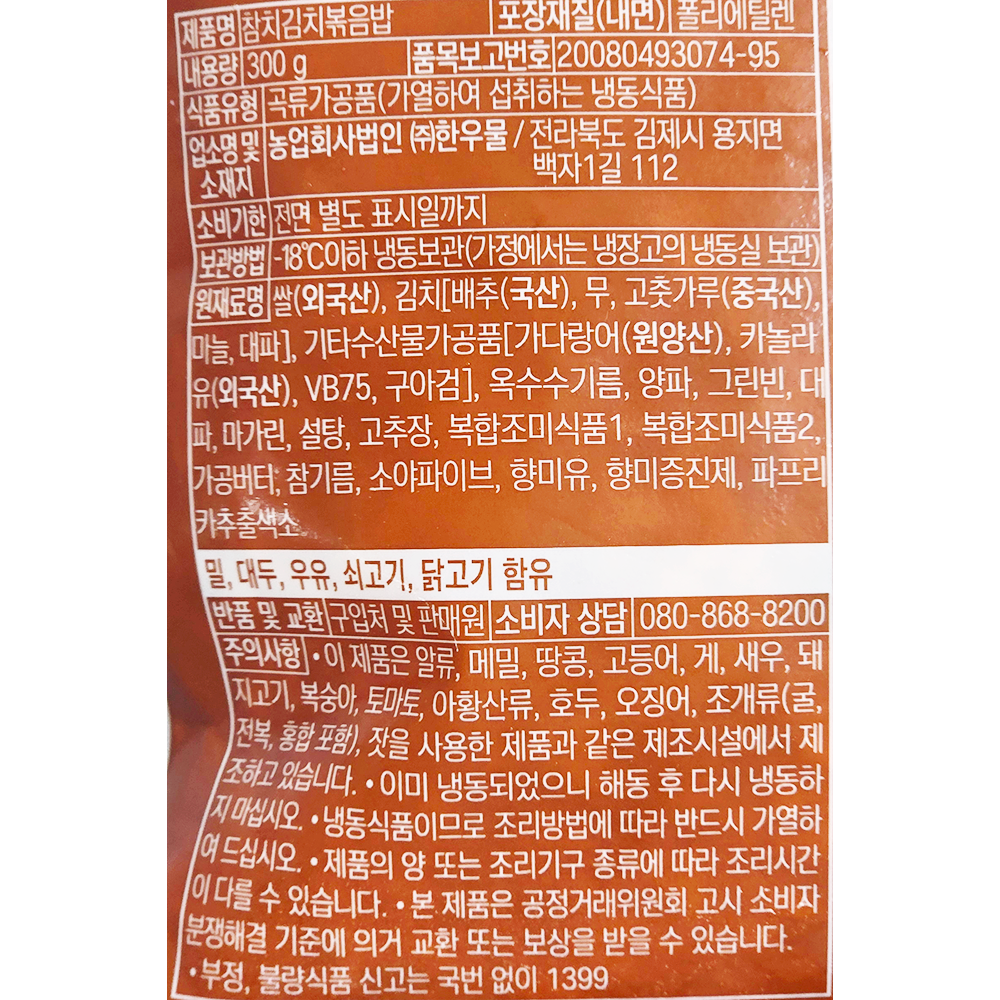 제품명 참치김치볶음밥 포장재질(내면) 폴리에틸렌
내용량 300 g 품목보고번호 20080493074-95
식품유형 곡류가공품(가열하여 섭취하는 냉동식품)
업소명 및 농업회사법인 ㈜한우물 / 전라북도 김제시 용지면
소재지 백자1길 112
소비기한 전면 별도 표시일까지
보관방법 -18℃이하 냉동보관(가정에서는 냉장고의 냉동실 보관)
원재료명 쌀(외국산), 김치[배추(국산), 무, 고춧가루(중국산),
마늘, 대파], 기타수산물가공품[가다랑어(원양산), 카놀라
유(외국산), VB75, 구아검], 옥수수기름, 양파, 그린빈, 대
파, 마가린, 설탕, 고추장, 복합조미식품1, 복합조미식품2,
가공버터, 참기름, 소야파이브, 향미유, 향미증진제, 파프리
카추출색소
밀, 대두, 우유, 쇠고기, 닭고기 함유
반품 및 교환 구입처 및 판매원 소비자 상담 080-868-8200
주의사항 •이 제품은 알류, 메밀, 땅콩, 고등어, 게, 새우, 돼
지고기, 복숭아, 토마토, 아황산류, 호두, 오징어, 조개류(굴,
전복, 홍합 포함), 잣을 사용한 제품과 같은 제조시설에서 제
조하고 있습니다. •이미 냉동되었으니 해동 후 다시 냉동하
지 마십시오. •냉동식품이므로 조리방법에 따라 반드시 가열하
여 드십시오. •제품의 양 또는 조리기구 종류에 따라 조리시간
이 다를 수 있습니다. •본 제품은 공정거래위원회 고시 소비자
분쟁해결 기준에 의거 교환 또는 보상을 받을 수 있습니다.
•부정, 불량식품 신고는 국번 없이 1399